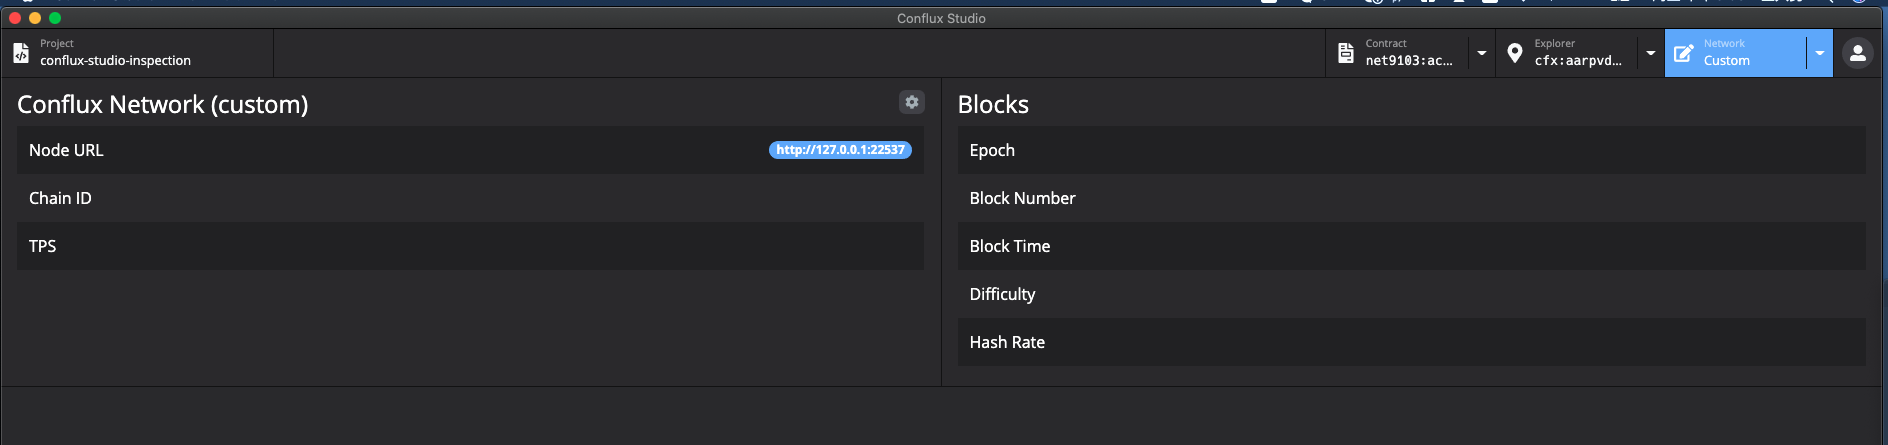 Conflux Studio
Project
conflux-studio-inspection
Contract
net9103:ac...
Explorer
cfx:aarpvd...
Network
Custom
Conflux Network (custom)
Node URL
http://127.0.0.1:22537
Chain ID
TPS
Blocks
Epoch
Block Number
Block Time
Difficulty
Hash Rate